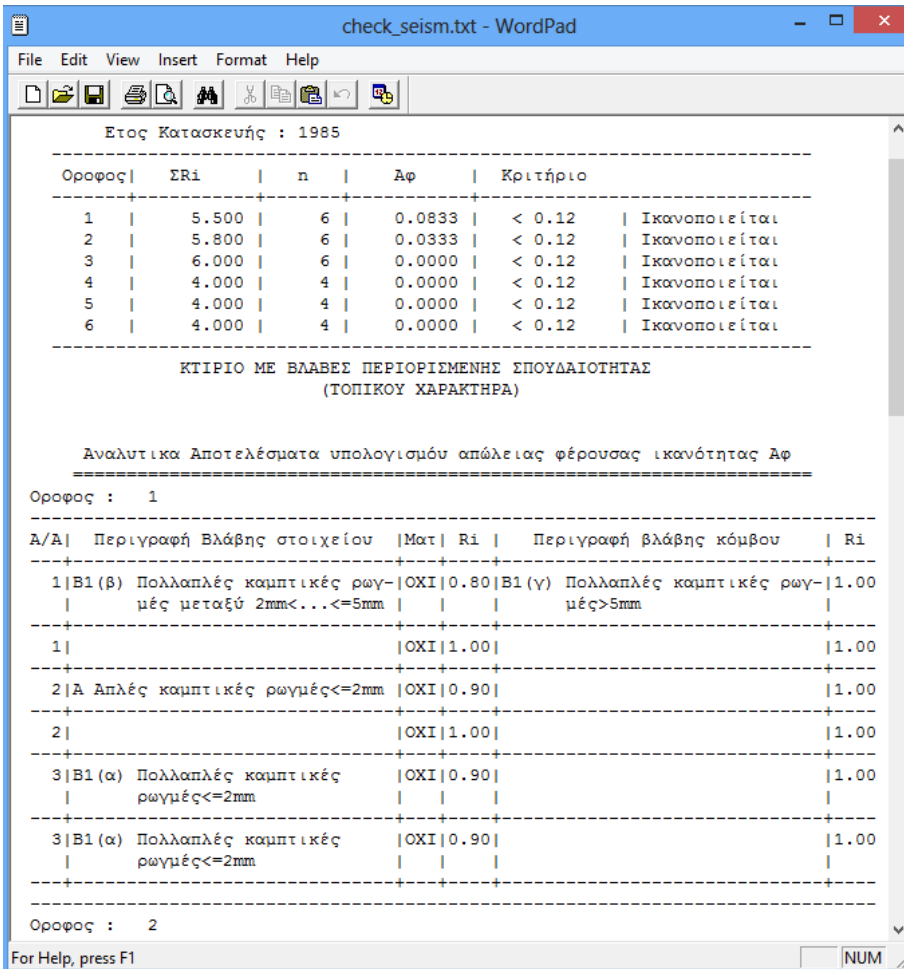 check_seism.txt - WordPad
File Edit View Insert Format Help
Ετος Κατασκευής : 1985
Οροφος| ΣRi | n | Αφ | Κριτήριο
1 | 5.500 | 6 | 0.0833 | < 0.12 | Ικανοποιείται
2 | 5.800 | 6 | 0.0333 | < 0.12 | Ικανοποιείται
3 | 6.000 | 6 | 0.0000 | < 0.12 | Ικανοποιείται
4 | 4.000 | 4 | 0.0000 | < 0.12 | Ικανοποιείται
5 | 4.000 | 4 | 0.0000 | < 0.12 | Ικανοποιείται
6 | 4.000 | 4 | 0.0000 | < 0.12 | Ικανοποιείται
ΚΤΙΡΙΟ ΜΕ ΒΛΑΒΕΣ ΠΕΡΙΟΡΙΣΜΕΝΗΣ ΣΠΟΥΔΑΙΟΤΗΤΑΣ
(ΤΟΠΙΚΟΥ ΧΑΡΑΚΤΗΡΑ)
Αναλυτικα Αποτελέσματα υπολογισμόυ απώλειας φέρουσας ικανότητας Αφ
Οροφος : 1
Α/Α| Περιγραφή Βλάβης στοιχείου |Ματ| Ri | Περιγραφή βλάβης κόμβου | Ri
1|Β1(β) Πολλαπλές καμπτικές ρωγ-|ΟΧΙ|0.80|Β1(γ) Πολλαπλές καμπτικές ρωγ-|1.00
| μές μεταξύ 2mm<...<=5mm | | | μές>5mm |
1| |ΟΧΙ|1.00| |1.00
2|Α Απλές καμπτικές ρωγμές<=2mm |ΟΧΙ|0.90| |1.00
2| |ΟΧΙ|1.00| |1.00
3|Β1(α) Πολλαπλές καμπτικές |ΟΧΙ|0.90| |1.00
| ρωγμές<=2mm | | | |
3|Β1(α) Πολλαπλές καμπτικές |ΟΧΙ|0.90| |1.00
| ρωγμές<=2mm | | | |
Οροφος : 2
For Help, press F1
NUM